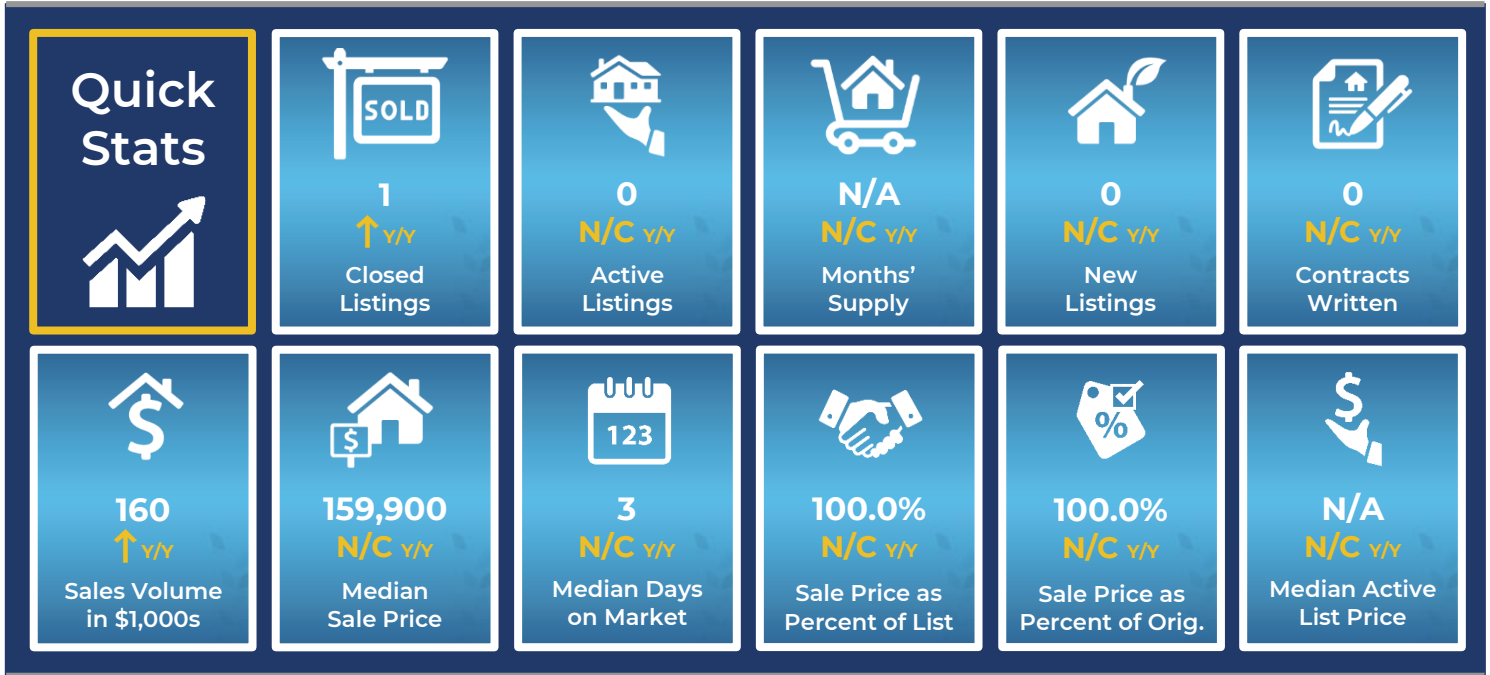 Quick
Stats
SOLD
1
↑ Y/Y
Closed
Listings
0
N/C Y/Y
Active
Listings
N/A
N/C Y/Y
Months’
Supply
0
N/C Y/Y
New
Listings
0
N/C Y/Y
Contracts
Written
$
160
↑ Y/Y
Sales Volume
in $1,000s
$
159,900
N/C Y/Y
Median
Sale Price
123
3
N/C Y/Y
Median Days
on Market
100.0%
N/C Y/Y
Sale Price as
Percent of List
%
100.0%
N/C Y/Y
Sale Price as
Percent of Orig.
$
N/A
N/C Y/Y
Median Active
List Price